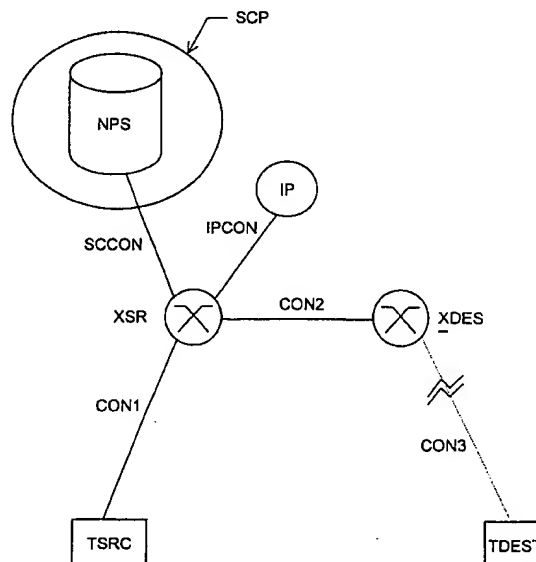 SCP
NPS
IP
SCCON
IPCON
XSR
CON2
XDES
CON1
CON3
TSRC
TDEST